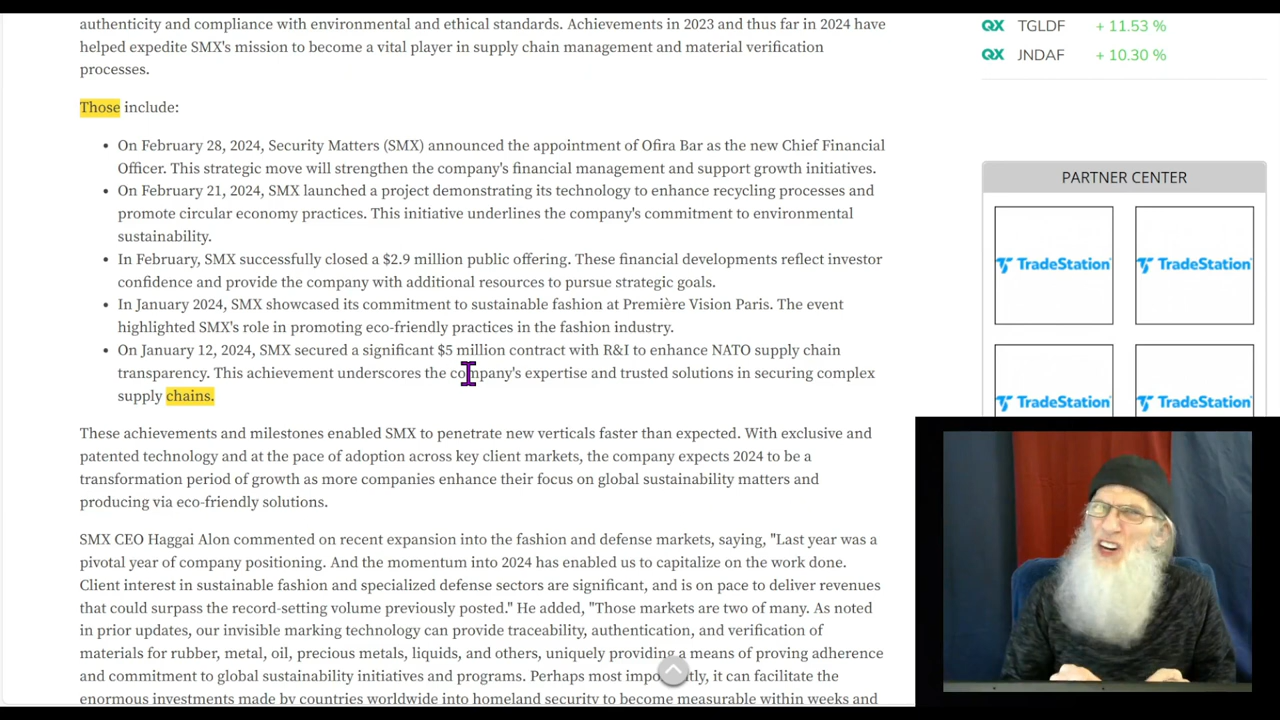 authenticity and compliance with environmental and ethical standards. Achievements in 2023 and thus far in 2024 have
helped expedite SMX's mission to become a vital player in supply chain management and material verification
processes.
Those include:
• On February 28, 2024, Security Matters (SMX) announced the appointment of Ofira Bar as the new Chief Financial
Officer. This strategic move will strengthen the company's financial management and support growth initiatives.
• On February 21, 2024, SMX launched a project demonstrating its technology to enhance recycling processes and
promote circular economy practices. This initiative underlines the company's commitment to environmental
sustainability.
• In February, SMX successfully closed a $2.9 million public offering. These financial developments reflect investor
confidence and provide the company with additional resources to pursue strategic goals.
• In January 2024, SMX showcased its commitment to sustainable fashion at Première Vision Paris. The event
highlighted SMX's role in promoting eco-friendly practices in the fashion industry.
• On January 12, 2024, SMX secured a significant $5 million contract with R&I to enhance NATO supply chain
transparency. This achievement underscores the company's expertise and trusted solutions in securing complex
supply chains.
These achievements and milestones enabled SMX to penetrate new verticals faster than expected. With exclusive and
patented technology and at the pace of adoption across key client markets, the company expects 2024 to be a
transformation period of growth as more companies enhance their focus on global sustainability matters and
producing via eco-friendly solutions.
SMX CEO Haggai Alon commented on recent expansion into the fashion and defense markets, saying, "Last year was a
pivotal year of company positioning. And the momentum into 2024 has enabled us to capitalize on the work done.
Client interest in sustainable fashion and specialized defense sectors are significant, and is on pace to deliver revenues
that could surpass the record-setting volume previously posted." He added, "Those markets are two of many. As noted
in prior updates, our invisible marking technology can provide traceability, authentication, and verification of
materials for rubber, metal, oil, precious metals, liquids, and others, uniquely providing a means of proving adherence
and commitment to global sustainability initiatives and programs. Perhaps most it can facilitate the
enormous investments made by countries worldwide into homeland security to become measurable within weeks and
QX TGLDF + 11.53 %
QX JNDAF + 10.30 %
PARTNER CENTER
TradeStation TradeStation
TradeStation TradeStation